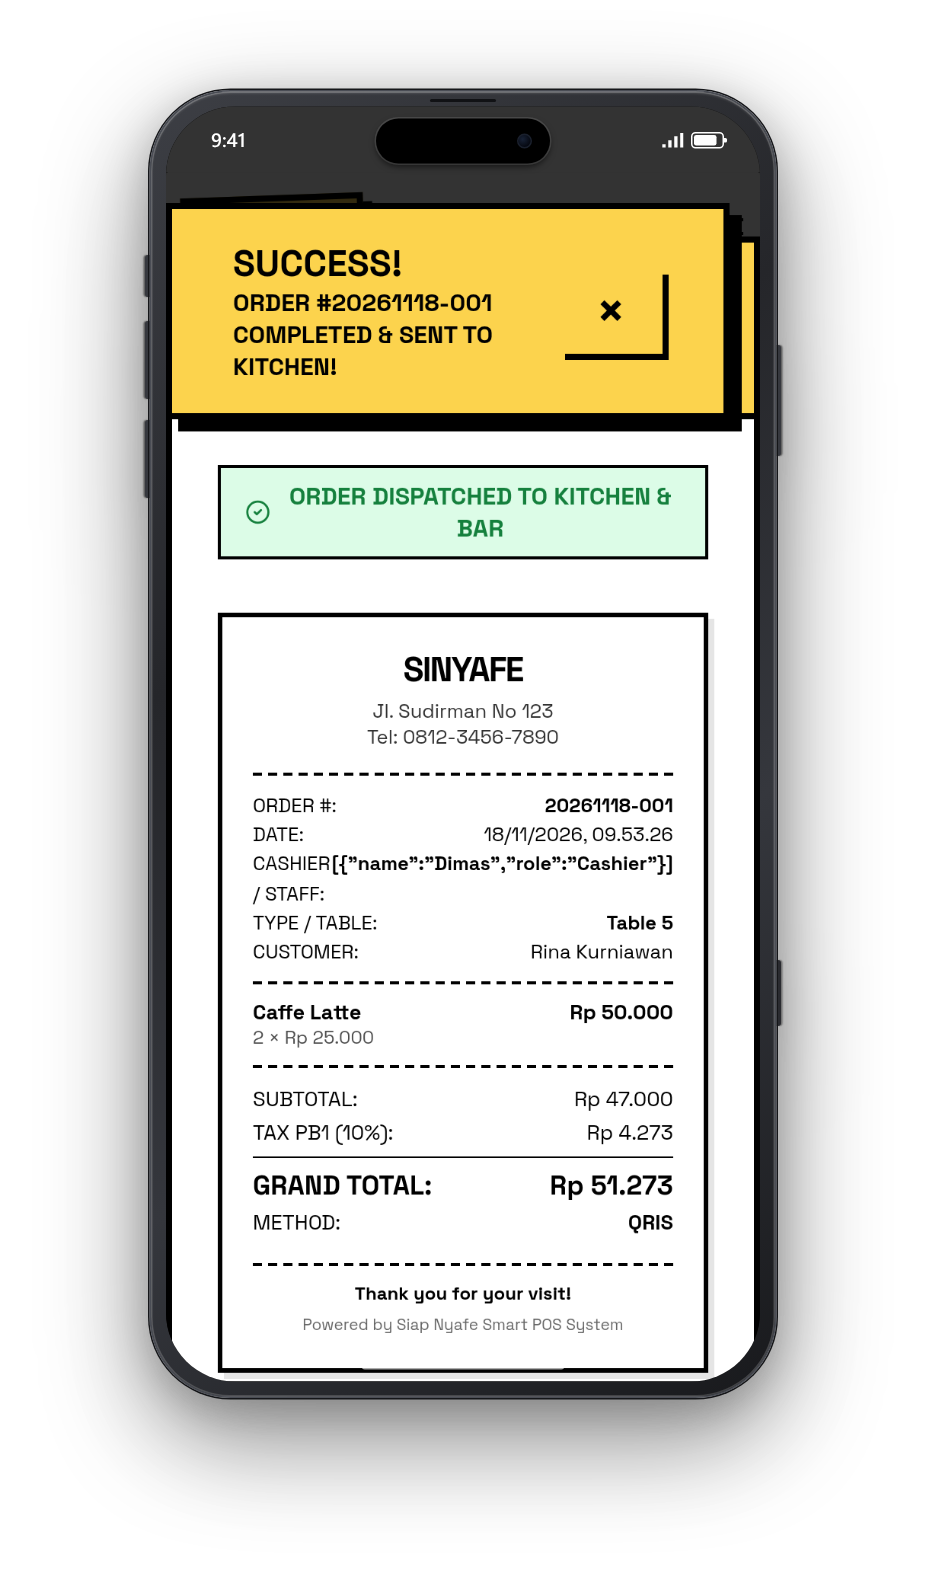 9:41
SUCCESS!
ORDER #20261118-001
COMPLETED & SENT TO
KITCHEN!
×
ORDER DISPATCHED TO KITCHEN &
BAR
SINYAFE
Jl. Sudirman No 123
Tel: 0812-3456-7890
ORDER #: 20261118-001
DATE: 18/11/2026, 09.53.26
CASHIER [{"name":"Dimas","role":"Cashier"}]
/ STAFF:
TYPE / TABLE: Table 5
CUSTOMER: Rina Kurniawan
Caffe Latte Rp 50.000
2 × Rp 25.000
SUBTOTAL: Rp 47.000
TAX PB1 (10%): Rp 4.273
GRAND TOTAL: Rp 51.273
METHOD: QRIS
Thank you for your visit!
Powered by Siap Nyafe Smart POS System